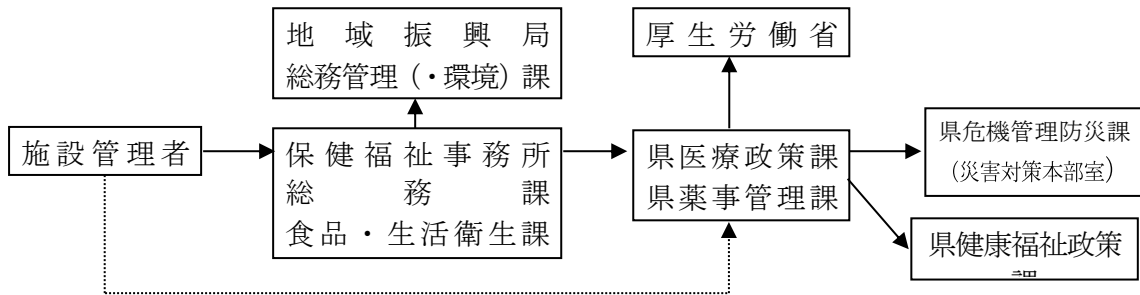 地域振興局
総務管理（・環境）課
厚生労働省
施設管理者
保健福祉事務所
総務課
食品・生活衛生課
県医療政策課
県薬事管理課
県危機管理防災課
（災害対策本部室）
県健康福祉政策